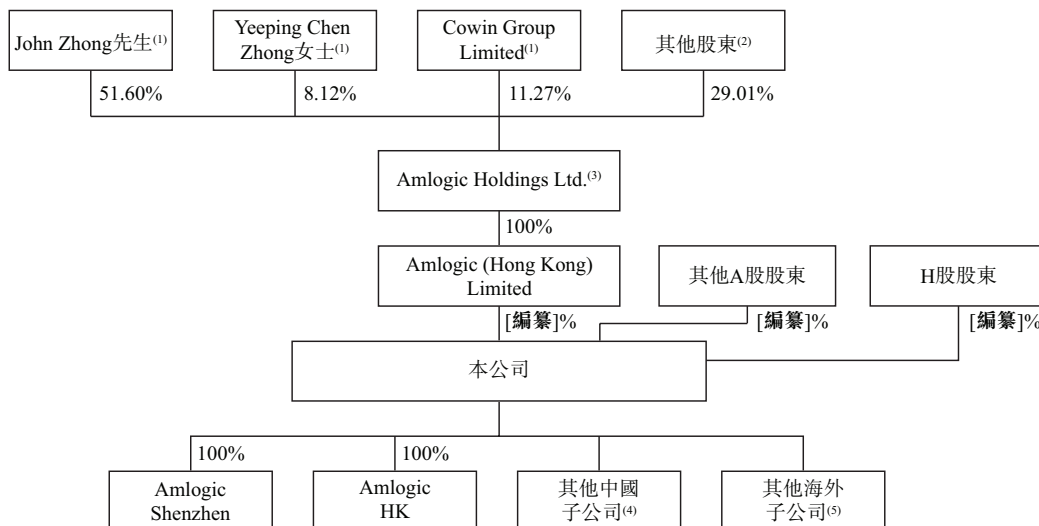 John Zhong先生(1)
Yeeping Chen
Zhong女士(1)
Cowin Group
Limited(1)
其他股東(2)
51.60%
8.12%
11.27%
29.01%
Amlogic Holdings Ltd.(3)
100%
Amlogic (Hong Kong)
Limited
其他A股股東
H股股東
[編纂]%
[編纂]%
[編纂]%
本公司
100%
100%
Amlogic
Shenzhen
Amlogic
HK
其他中國
子公司(4)
其他海外
子公司(5)